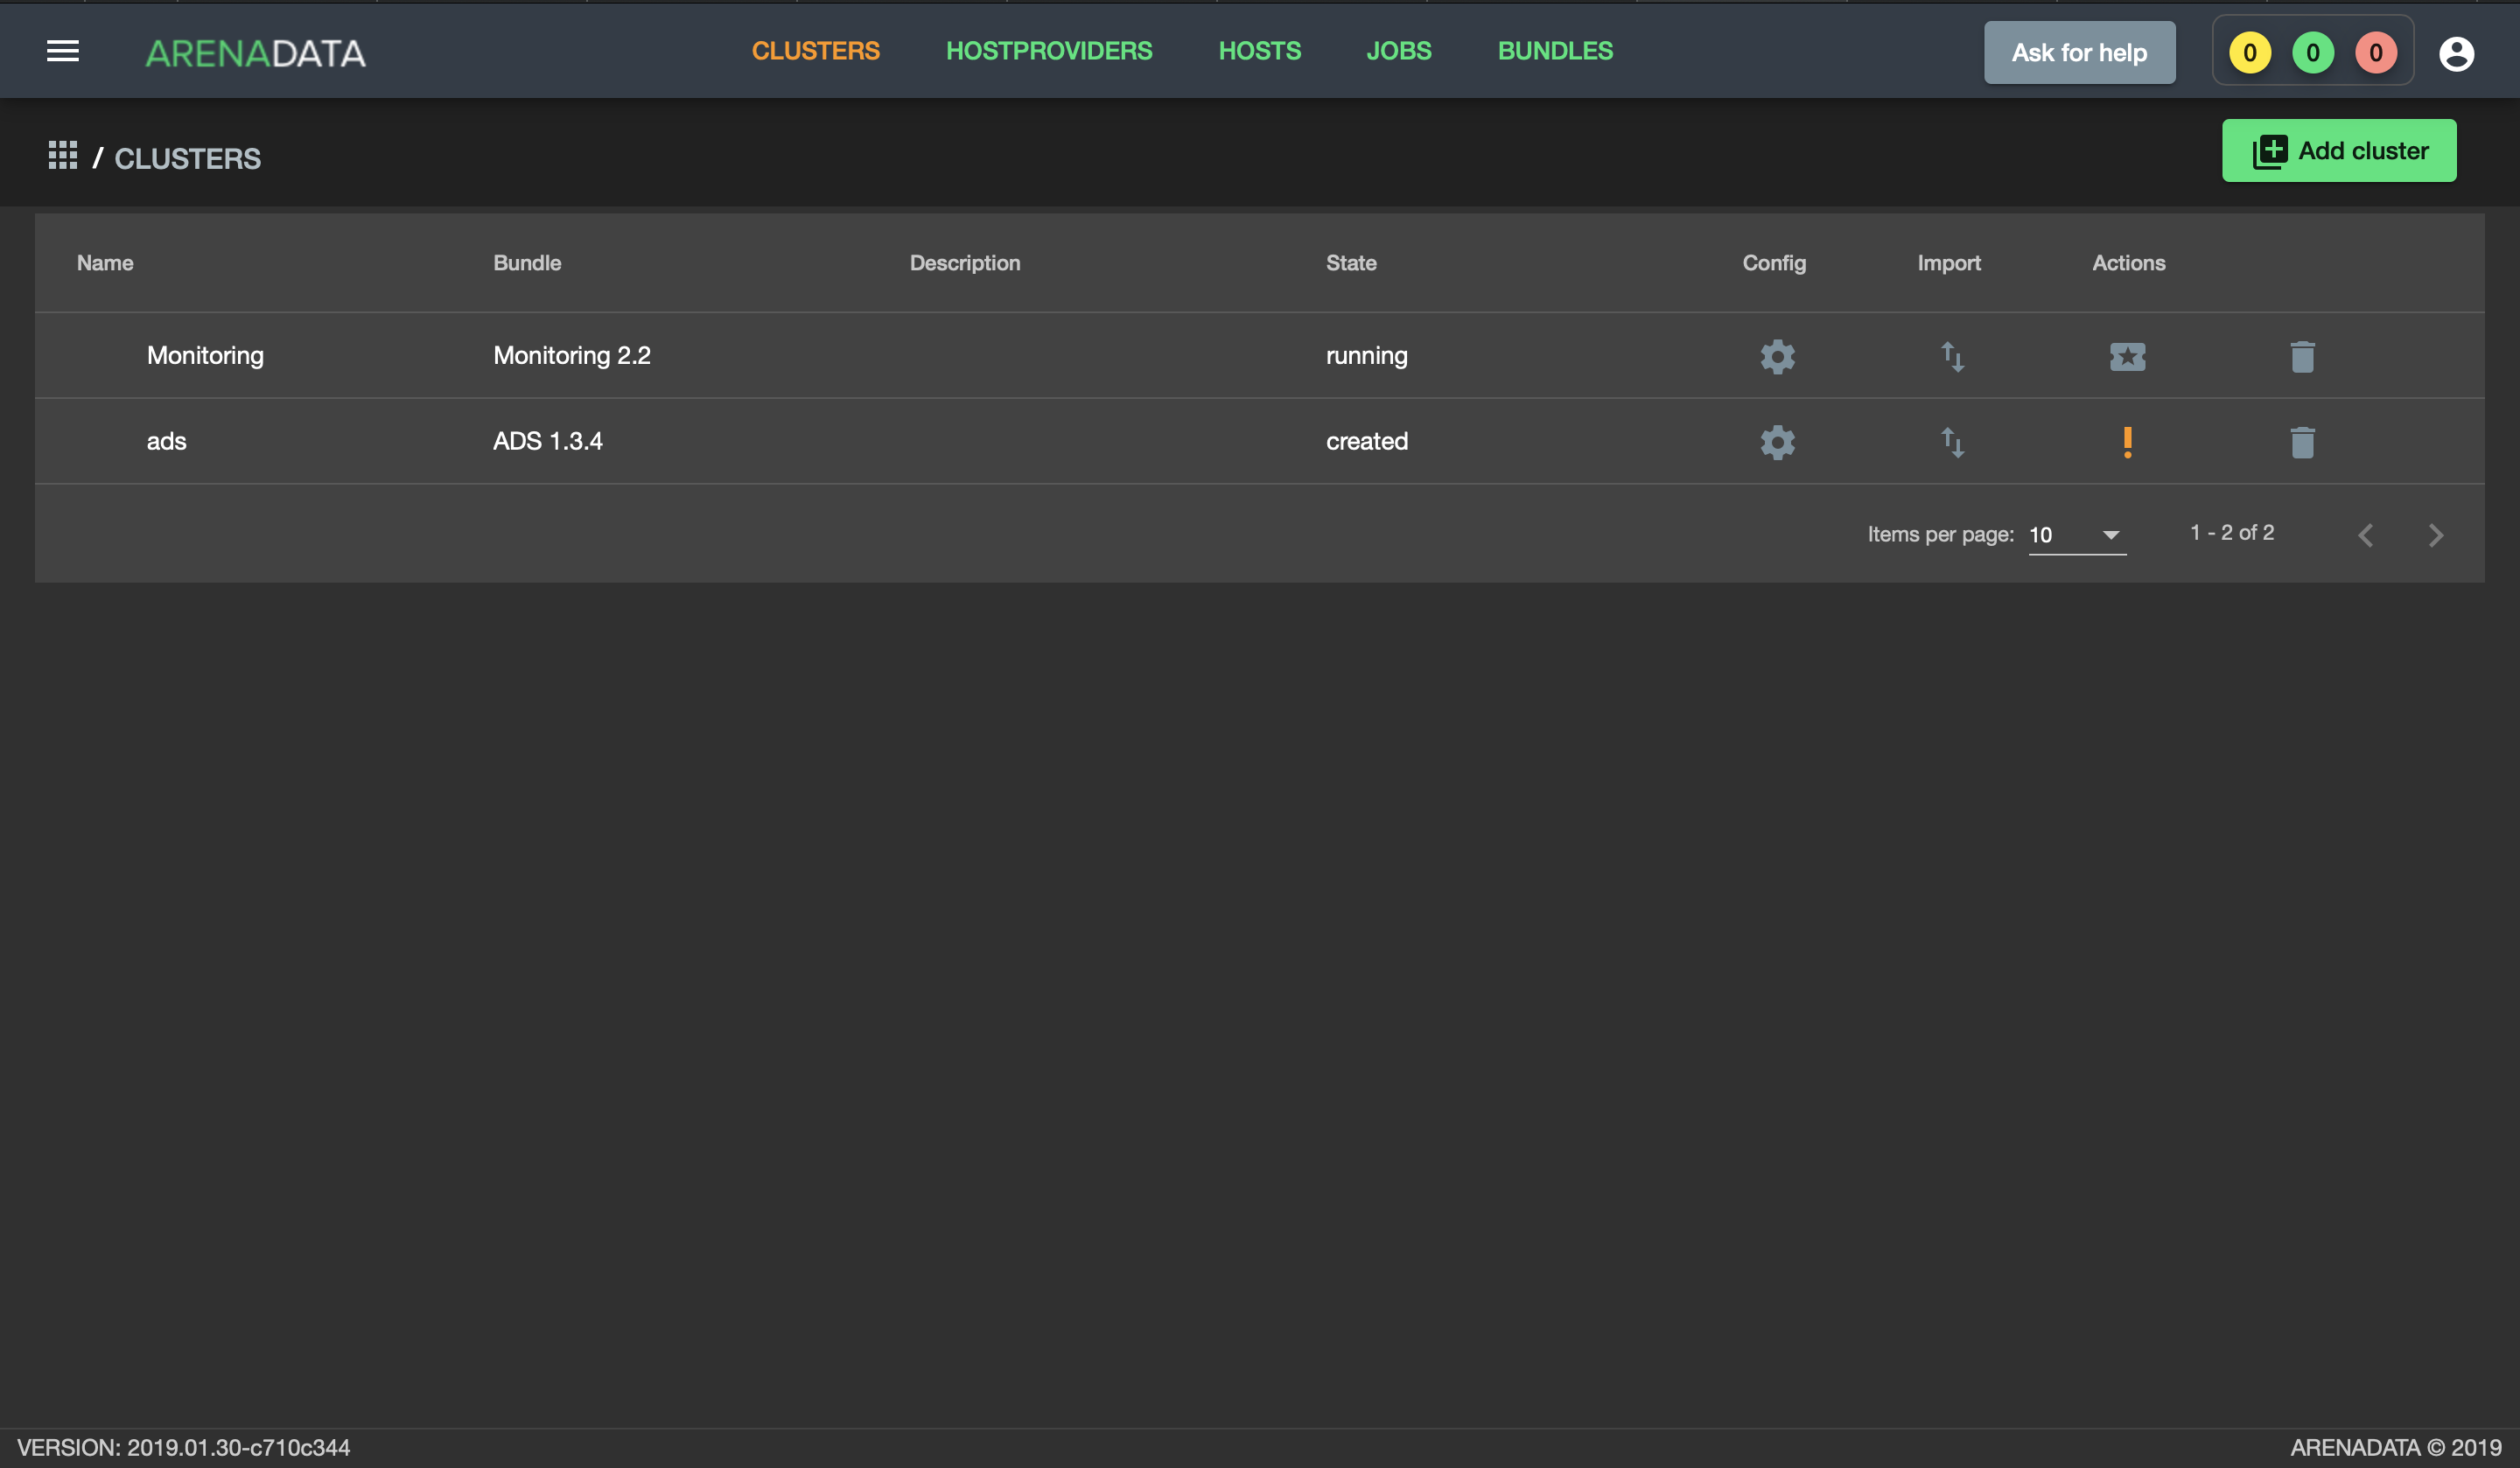 ARENADATA CLUSTERS HOSTPROVIDERS HOSTS JOBS BUNDLES Ask for help 0 0 0
/ CLUSTERS Add cluster
Name Bundle Description State Config Import Actions
Monitoring Monitoring 2.2 running
ads ADS 1.3.4 created
Items per page: 10 1 - 2 of 2
VERSION: 2019.01.30-c710c344 ARENADATA © 2019